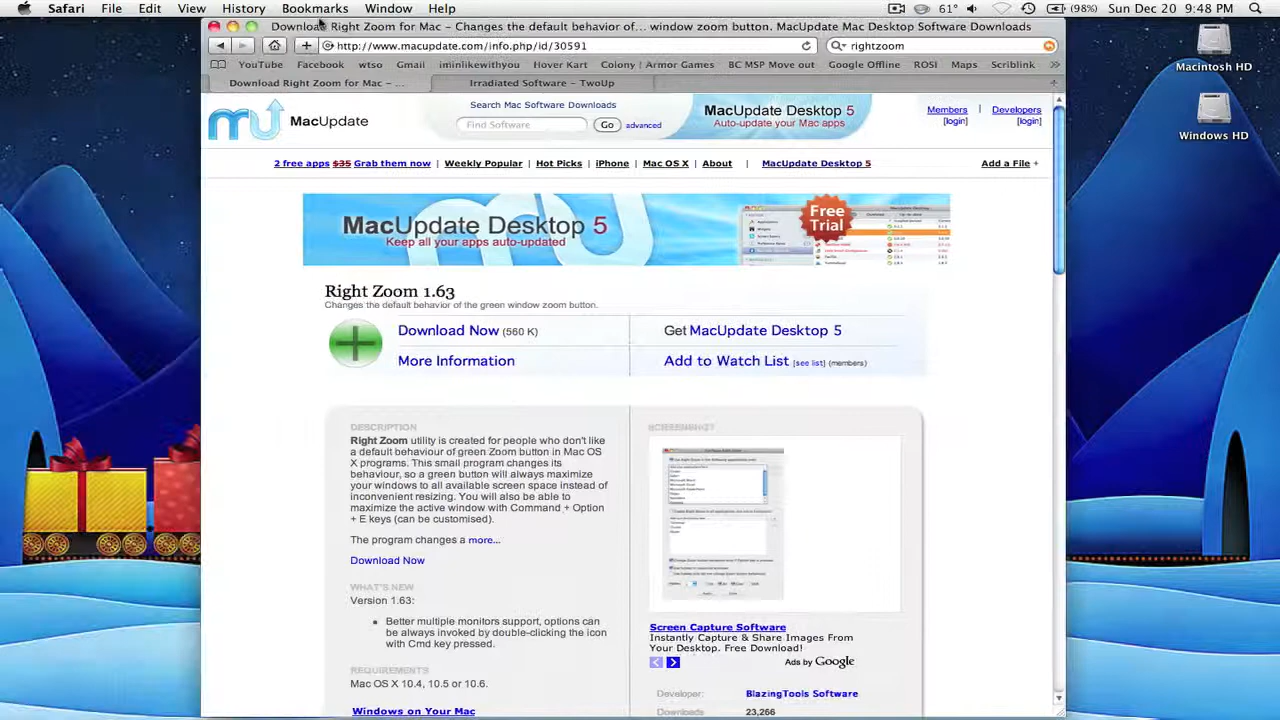 Safari File Edit View History Bookmarks Window Help 61° (98%) Sun Dec 20 9:48 PM
Download Right Zoom for Mac – Changes the default behavior of... window zoom button. MacUpdate Mac Desktop Software Downloads
http://www.macupdate.com/info.php/id/30591 rightzoom
YouTube Facebook wtso Gmail iminlikewithyou Hover Kart Colony | Armor Games BC MSP Move out Google Offline ROSI Maps Scriblink >>
Download Right Zoom for Mac – ... Irradiated Software – TwoUp
Macintosh HD
Windows HD
mu MacUpdate
Search Mac Software Downloads
Find Software Go advanced
MacUpdate Desktop 5
Auto-update your Mac apps
Members | Developers
[login] [login]
2 free apps $35 Grab them now | Weekly Popular | Hot Picks | iPhone | Mac OS X | About | MacUpdate Desktop 5 Add a File +
MacUpdate Desktop 5
Keep all your apps auto-updated
Free
Trial
Right Zoom 1.63
Changes the default behavior of the green window zoom button.
Download Now (560 K) Get MacUpdate Desktop 5
More Information Add to Watch List [see list] (members)
DESCRIPTION
Right Zoom utility is created for people who don't like
a default behaviour of green Zoom button in Mac OS
X programs. This small program changes its
behaviour, so a green button will always maximize
your windows to all available screen space instead of
inconvenient resizing. You will also be able to
maximize the active window with Command + Option
+ E keys (can be customised).
The program changes a more...
Download Now
WHAT'S NEW
Version 1.63:
Better multiple monitors support, options can
be always invoked by double-clicking the icon
with Cmd key pressed.
REQUIREMENTS
Mac OS X 10.4, 10.5 or 10.6.
Windows on Your Mac
SCREENSHOT
Screen Capture Software
Instantly Capture & Share Images From
Your Desktop. Free Download!
Ads by Google
Developer: BlazingTools Software
Downloads 23,266